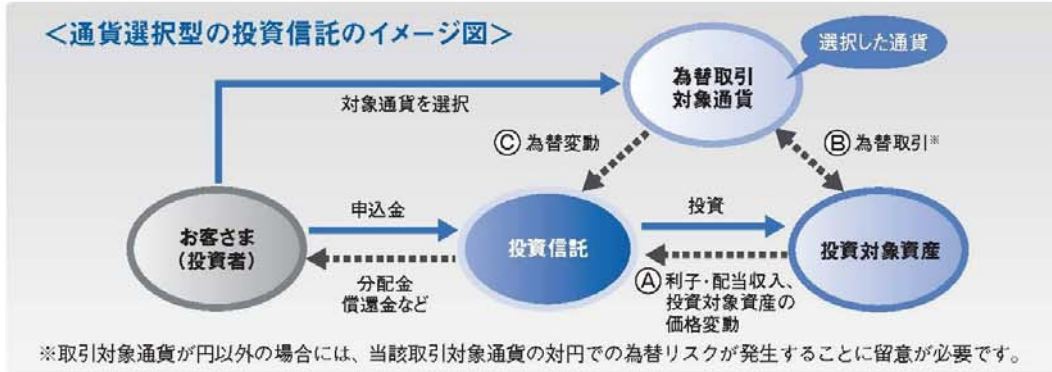 <通貨選択型の投資信託のイメージ図>
選択した通貨
為替取引
対象通貨
対象通貨を選択
Ⓒ為替変動
Ⓑ為替取引※
申込金
投資
お客さま
(投資者)
投資信託
投資対象資産
分配金
償還金など
Ⓐ利子・配当収入、
投資対象資産の
価格変動
※取引対象通貨が円以外の場合には、当該取引対象通貨の対円での為替リスクが発生することに留意が必要です。